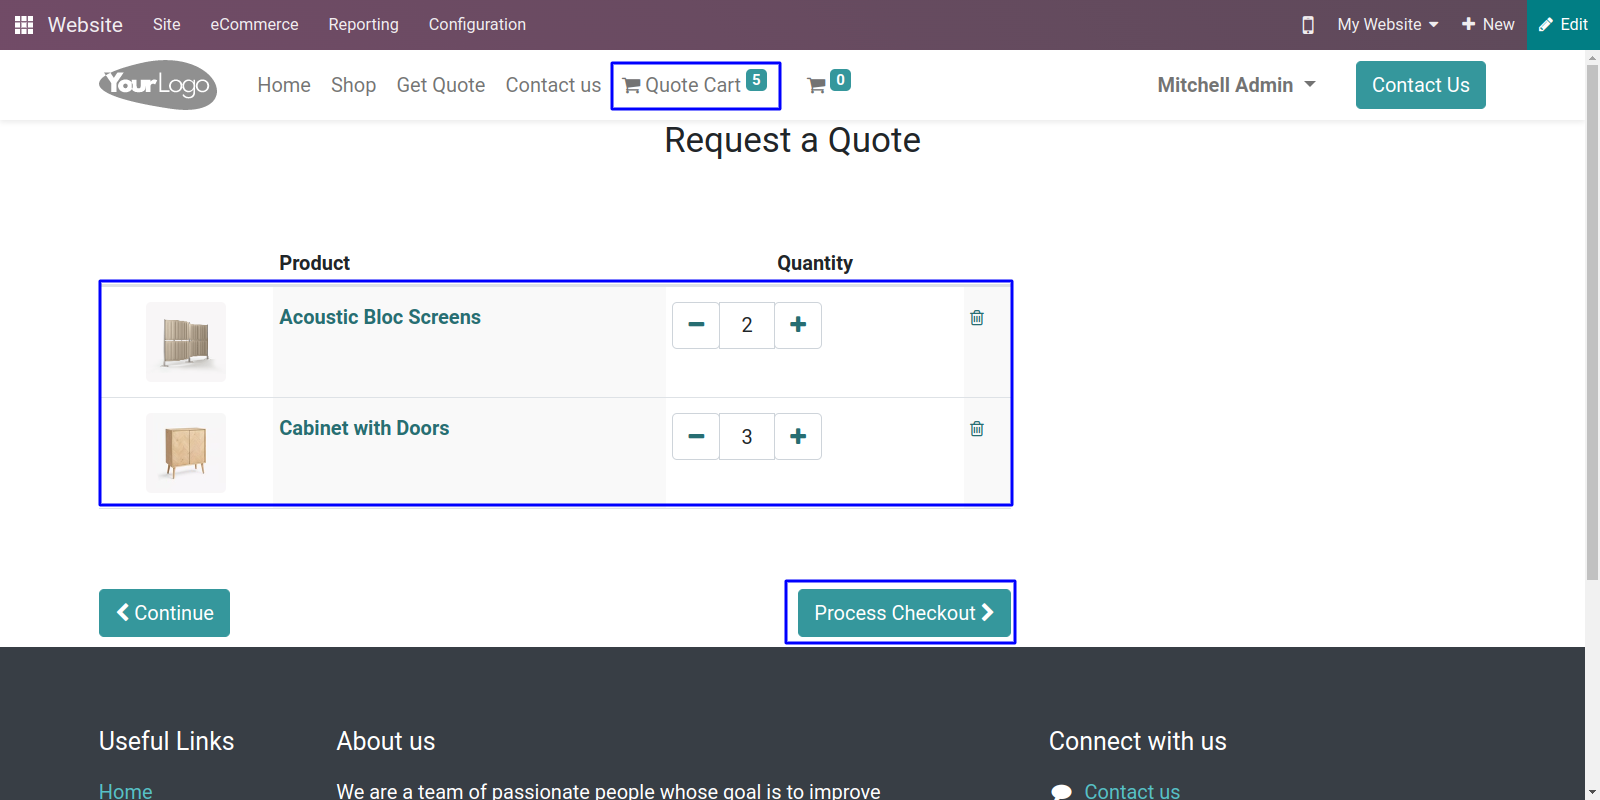 Website Site eCommerce Reporting Configuration My Website New Edit
YourLogo Home Shop Get Quote Contact us Quote Cart 5 0 Mitchell Admin Contact Us
Request a Quote
Product Quantity
Acoustic Bloc Screens 2
Cabinet with Doors 3
Continue Process Checkout
Useful Links About us Connect with us
Home We are a team of passionate people whose goal is to improve Contact us